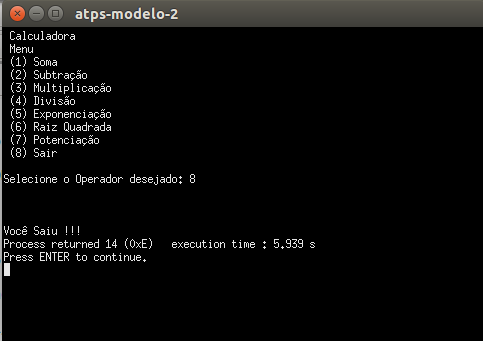 atps-modelo-2
Calculadora
Menu
(1) Soma
(2) Subtração
(3) Multiplicação
(4) Divisão
(5) Exponenciação
(6) Raiz Quadrada
(7) Potenciação
(8) Sair
Selecione o Operador desejado: 8
Você Saiu !!!
Process returned 14 (0xE)   execution time : 5.939 s
Press ENTER to continue.